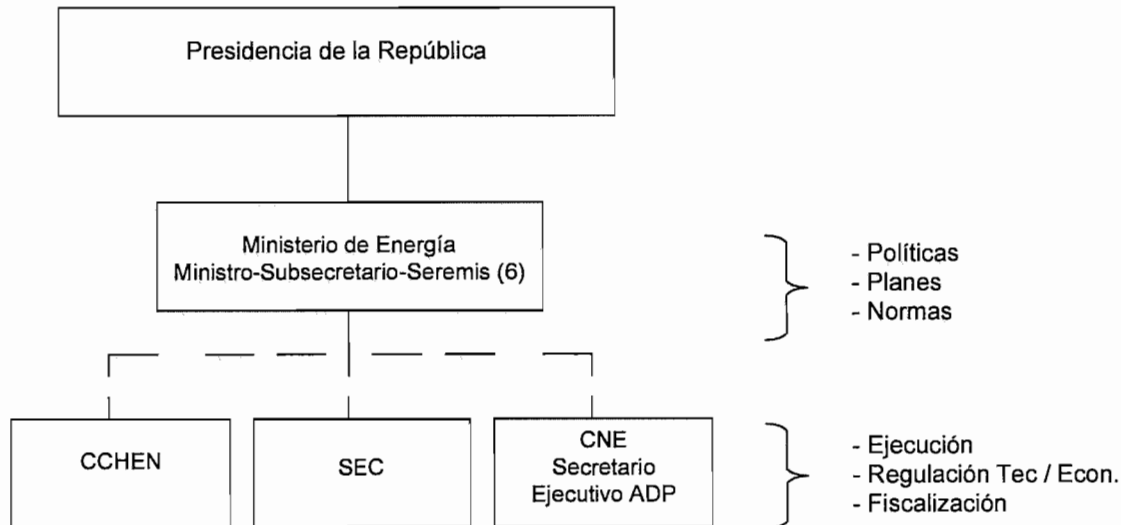 Presidencia de la República
Ministerio de Energía
Ministro-Subsecretario-Seremis (6)
- Políticas
- Planes
- Normas
CCHEN
SEC
CNE
Secretario
Ejecutivo ADP
- Ejecución
- Regulación Tec / Econ.
- Fiscalización